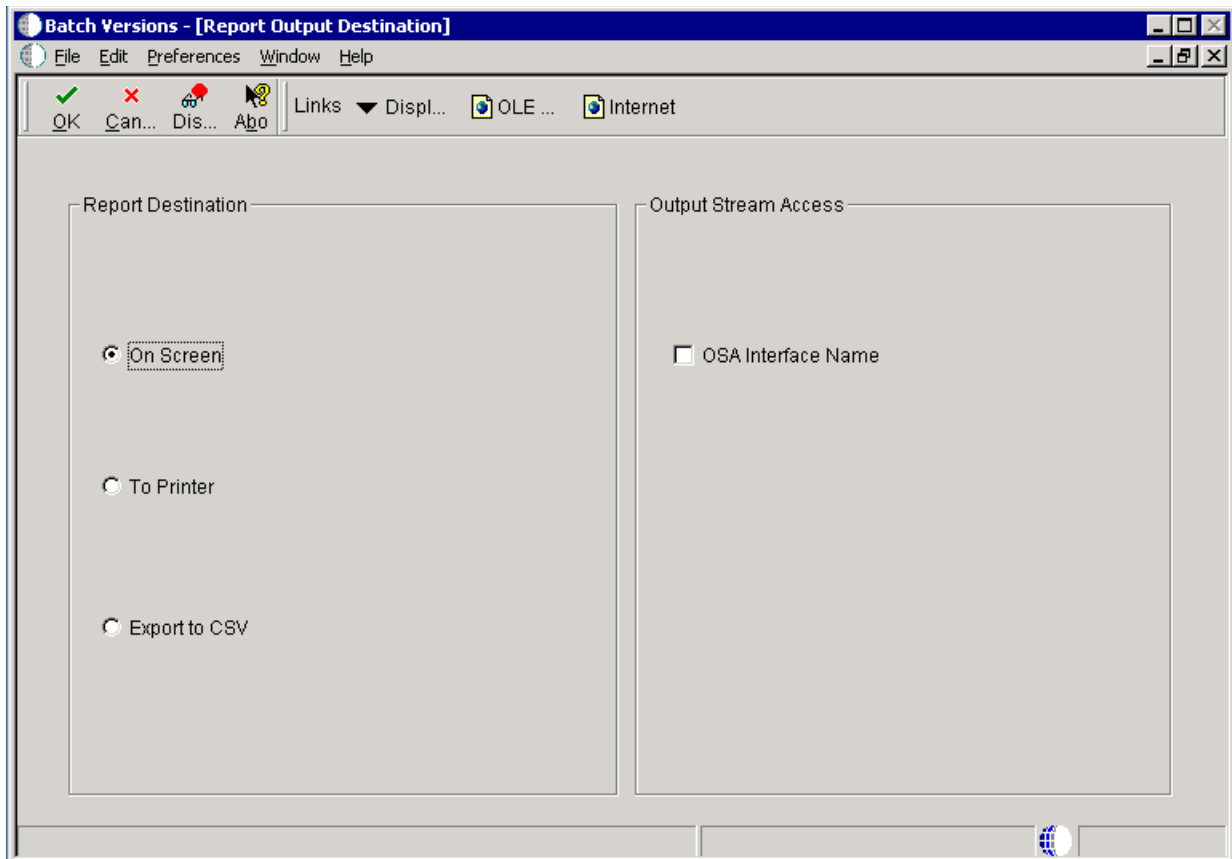 Batch Versions - [Report Output Destination]
File Edit Preferences Window Help
OK Can... Dis... Abo Links Displ... OLE ... Internet
Report Destination
Output Stream Access
On Screen
OSA Interface Name
To Printer
Export to CSV